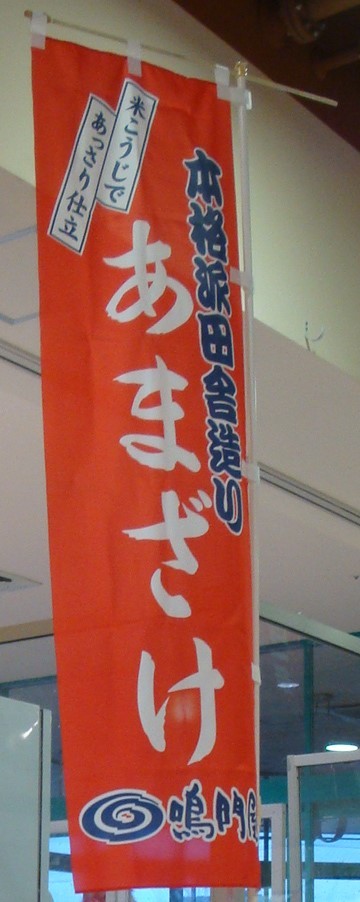 本格派田舎造り
あまざけ
米こうじで
あっさり仕立
鳴門屋